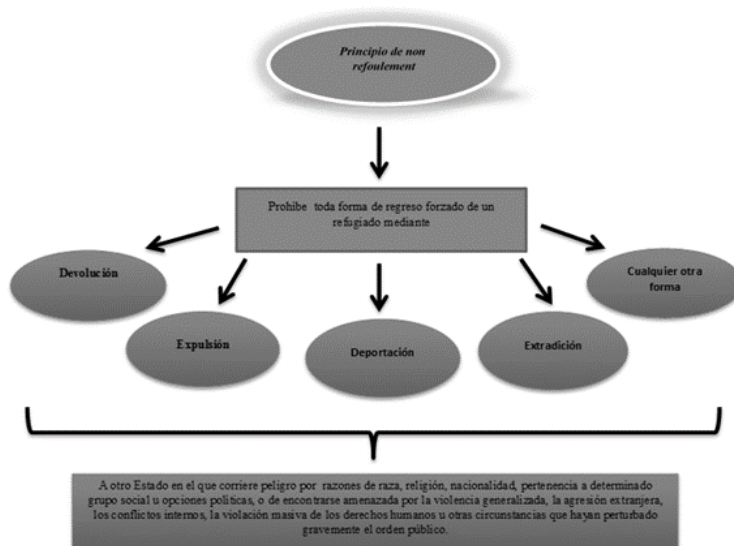 Principio de non
refoulement
Prohibe toda forma de regreso forzado de un
refugiado mediante
Devolución
Expulsión
Deportación
Extradición
Cualquier otra
forma
A otro Estado en el que corriere peligro por razones de raza, religión, nacionalidad, pertenencia a determinado
grupo social u opciones políticas, o de encontrarse amenazada por la violencia generalizada, la agresión extranjera,
los conflictos internos, la violación masiva de los derechos humanos u otras circunstancias que hayan perturbado
gravemente el orden público.